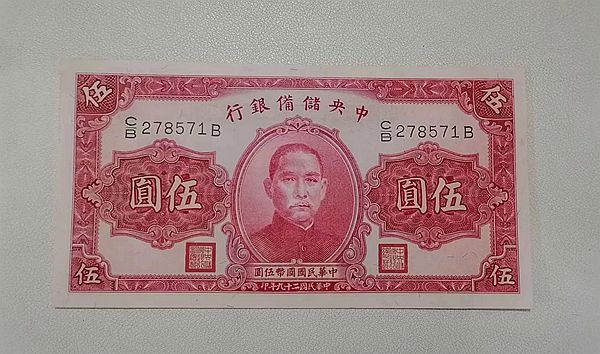 伍
伍
中央儲備銀行
C/B 278571 B
C/B 278571 B
伍圓
伍圓
中華民國國幣伍圓
中華民國二十九年印
伍
伍